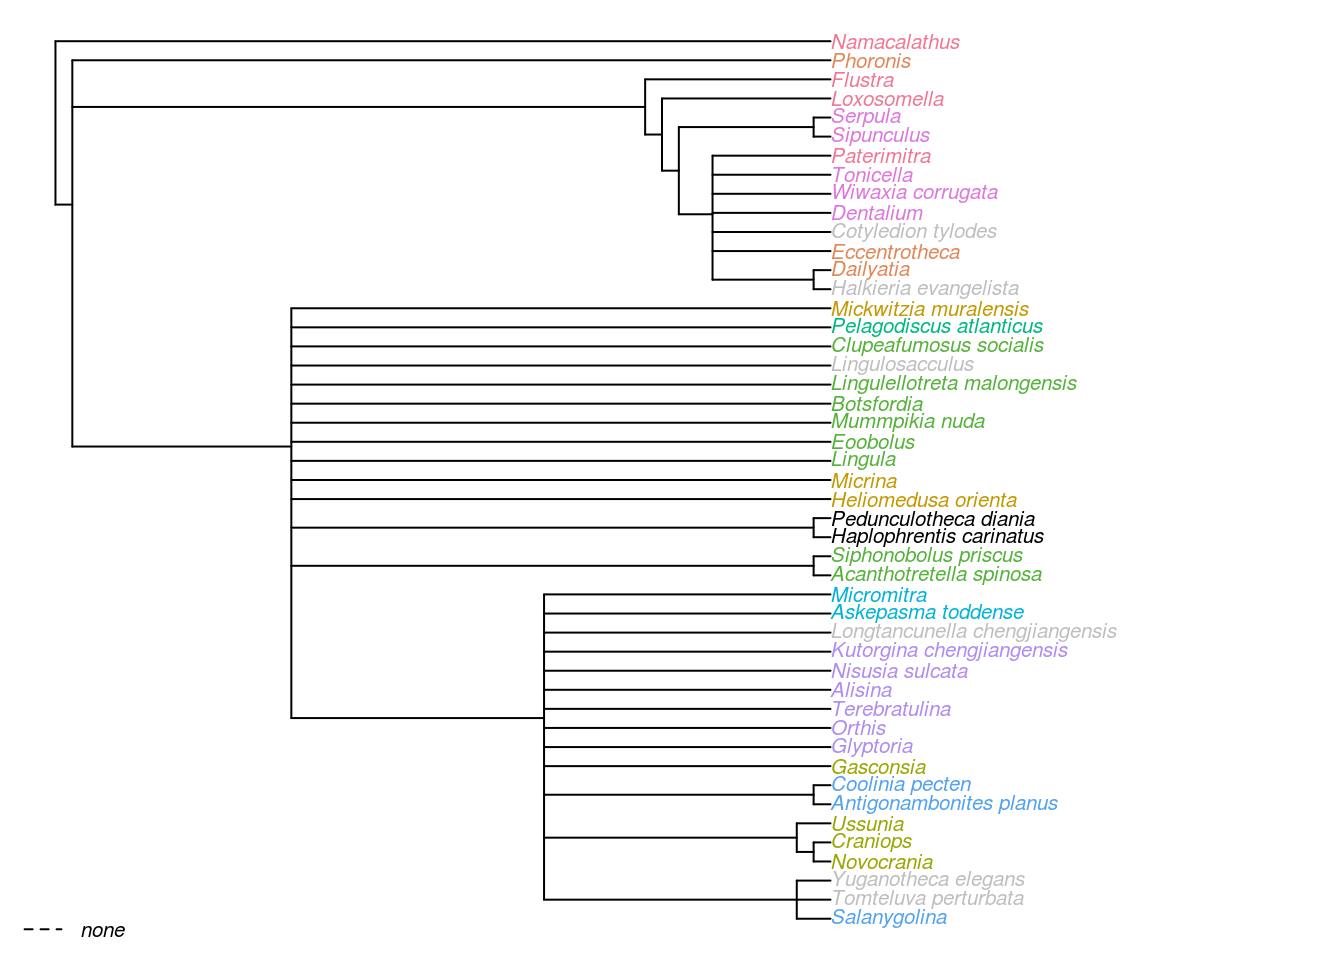 Namacalathus
Phoronis
Flustra
Loxosomella
Serpula
Sipunculus
Paterimitra
Tonicella
Wiwaxia corrugata
Dentalium
Cotyledion tylodes
Eccentrotheca
Dailyatia
Halkieria evangelista
Mickwitzia muralensis
Pelagodiscus atlanticus
Clupeafumosus socialis
Lingulosacculus
Lingulellotreta malongensis
Botsfordia
Mummpikia nuda
Eoobolus
Lingula
Micrina
Heliomedusa orienta
Pedunculotheca diania
Haplophrentis carinatus
Siphonobolus priscus
Acanthotretella spinosa
Micromitra
Askepasma toddense
Longtancunella chengjiangensis
Kutorgina chengjiangensis
Nisusia sulcata
Alisina
Terebratulina
Orthis
Glyptoria
Gasconsia
Coolinia pecten
Antigonambonites planus
Ussunia
Craniops
Novocrania
Yuganotheca elegans
Tomteluva perturbata
Salanygolina
none